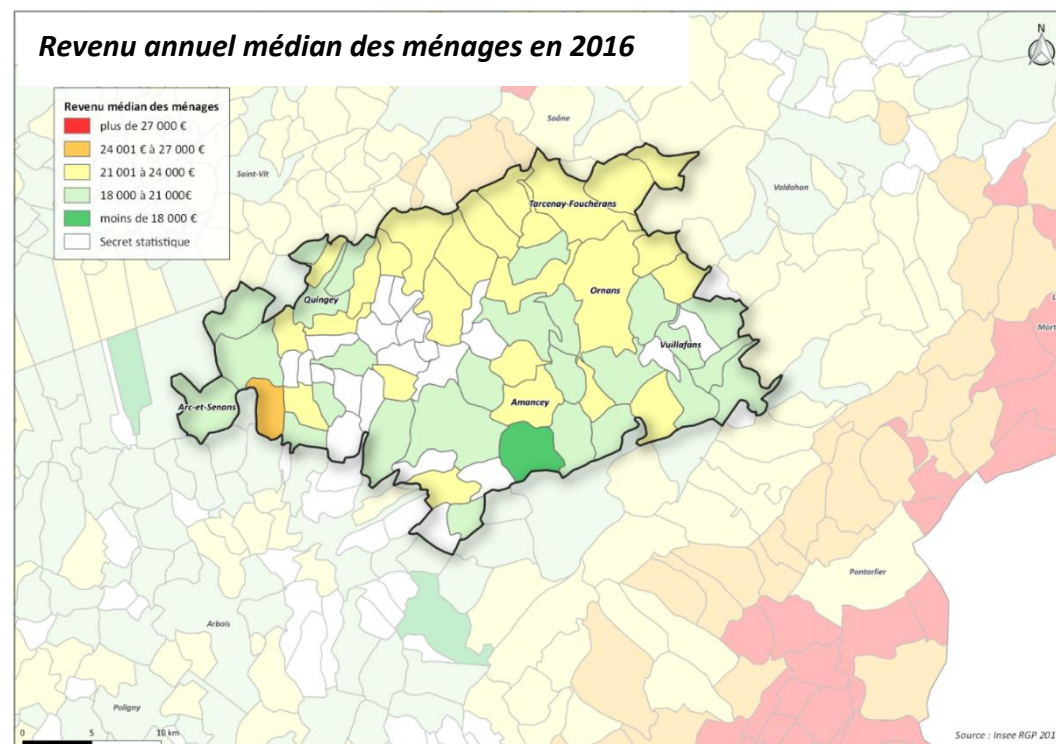 Revenu annuel médian des ménages en 2016
N
Revenu médian des ménages
plus de 27 000 €
24 001 € à 27 000 €
21 001 à 24 000 €
18 000 à 21 000€
moins de 18 000 €
Secret statistique
Saône
Saint-Vit
Valdahon
Tarcenay-Foucherans
Quingey
Ornans
Mort
Vuillafans
Arc-et-Senans
Amancey
Pontarlier
Arbois
Poligny
0 5 10 km
Source : Insee RGP 201